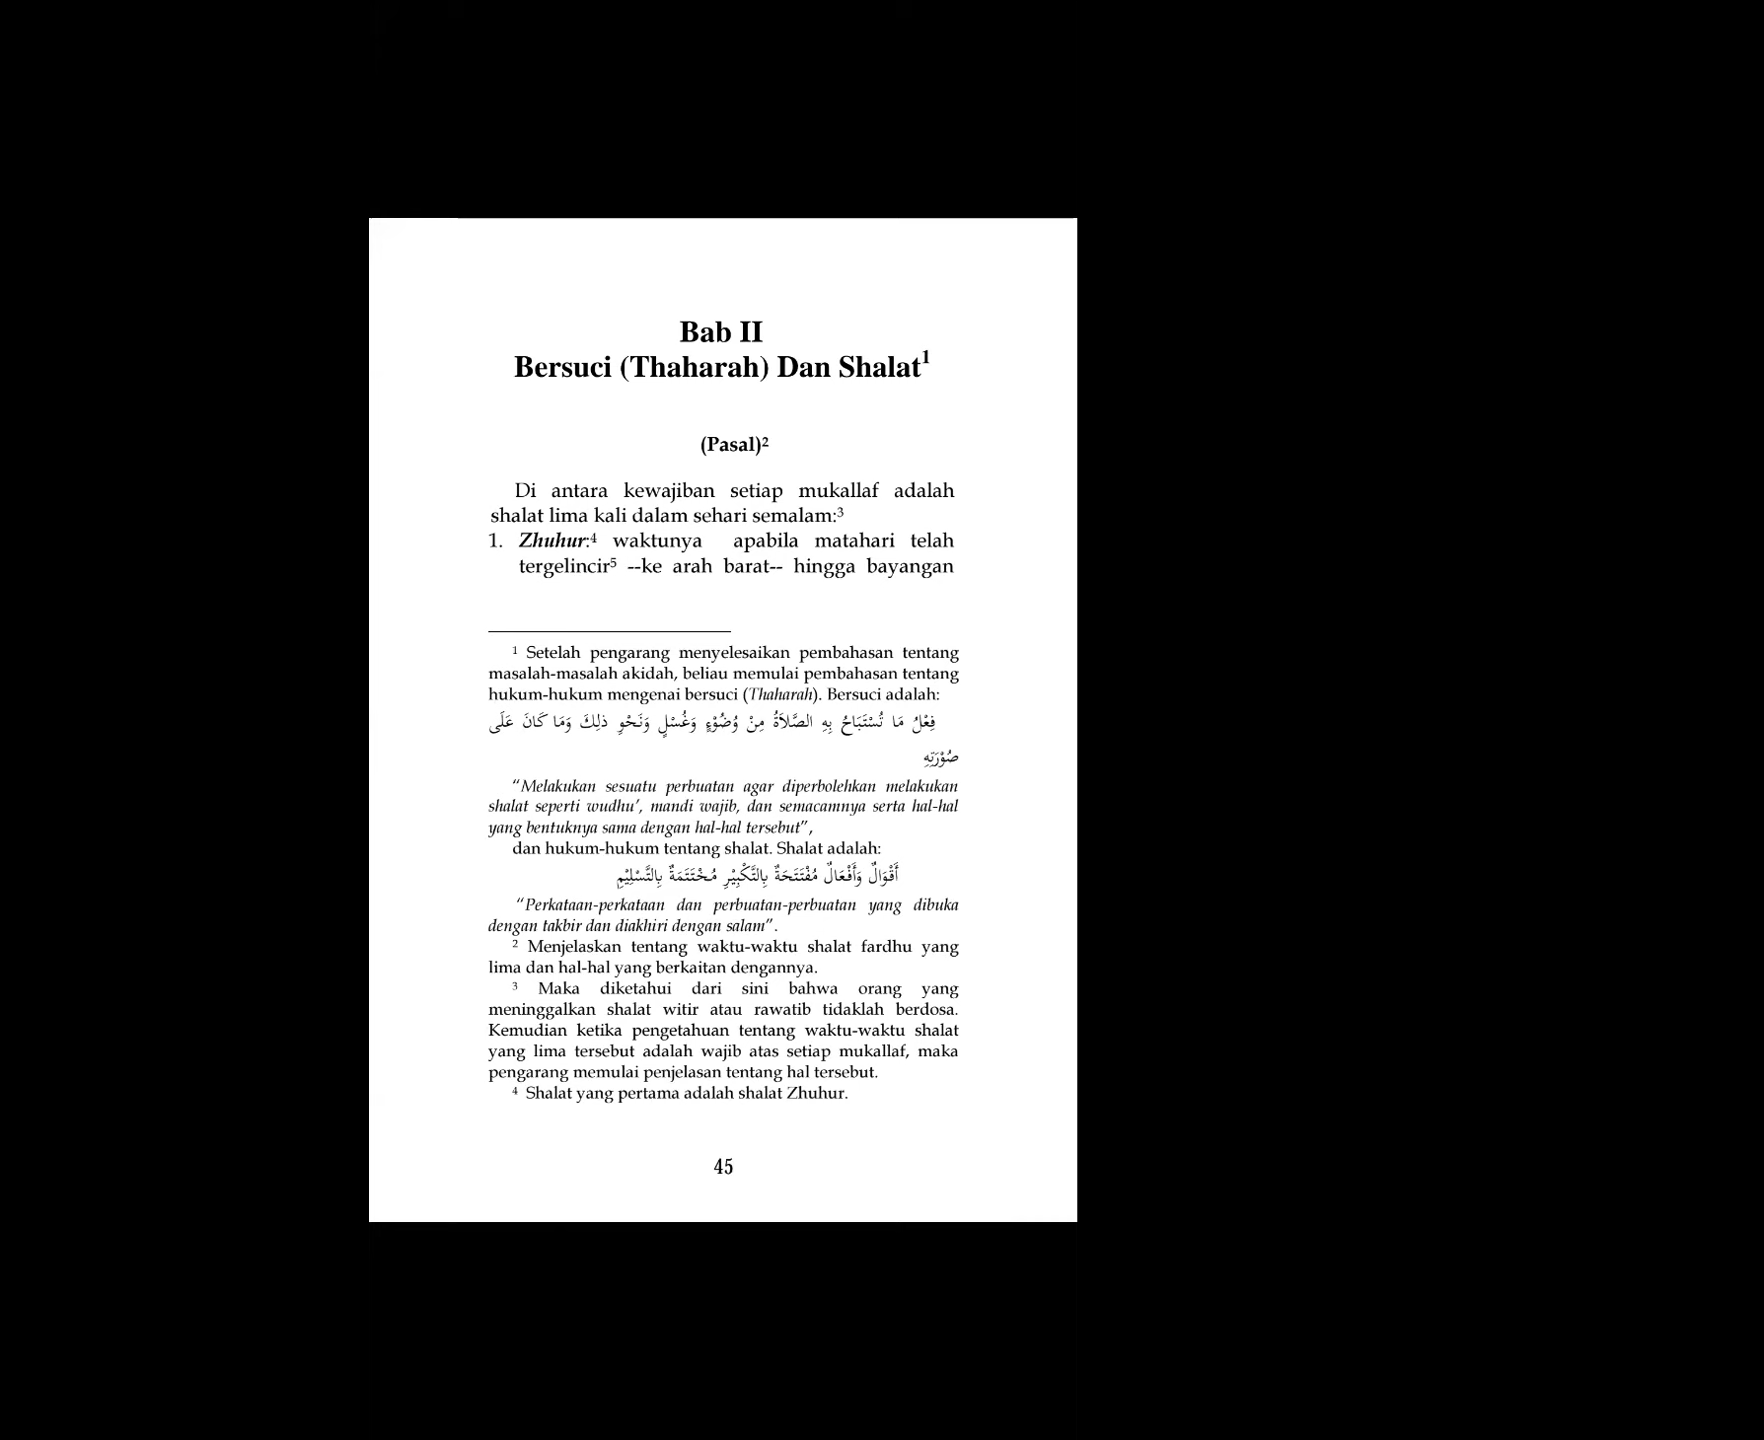 Bab II
Bersuci (Thaharah) Dan Shalat¹
(Pasal)²
Di antara kewajiban setiap mukallaf adalah
shalat lima kali dalam sehari semalam:³
1. Zhuhur:⁴ waktunya apabila matahari telah
tergelincir⁵ --ke arah barat-- hingga bayangan
¹ Setelah pengarang menyelesaikan pembahasan tentang
masalah-masalah akidah, beliau memulai pembahasan tentang
hukum-hukum mengenai bersuci (Thaharah). Bersuci adalah:
فِعْلُ مَا تُسْتَبَاحُ بِهِ الصَّلاَةُ مِنْ وُضُوْءٍ وَغُسْلٍ وَنَحْوِ ذلِكَ وَمَا كَانَ عَلَى
صُوْرَتِهِ
“Melakukan sesuatu perbuatan agar diperbolehkan melakukan
shalat seperti wudhu’, mandi wajib, dan semacamnya serta hal-hal
yang bentuknya sama dengan hal-hal tersebut”,
dan hukum-hukum tentang shalat. Shalat adalah:
أَقْوَالٌ وَأَفْعَالٌ مُفْتَتَحَةٌ بِالتَّكْبِيْرِ مُخْتَتَمَةٌ بِالتَّسْلِيْمِ
“Perkataan-perkataan dan perbuatan-perbuatan yang dibuka
dengan takbir dan diakhiri dengan salam”.
² Menjelaskan tentang waktu-waktu shalat fardhu yang
lima dan hal-hal yang berkaitan dengannya.
³ Maka diketahui dari sini bahwa orang yang
meninggalkan shalat witir atau rawatib tidaklah berdosa.
Kemudian ketika pengetahuan tentang waktu-waktu shalat
yang lima tersebut adalah wajib atas setiap mukallaf, maka
pengarang memulai penjelasan tentang hal tersebut.
⁴ Shalat yang pertama adalah shalat Zhuhur.
45